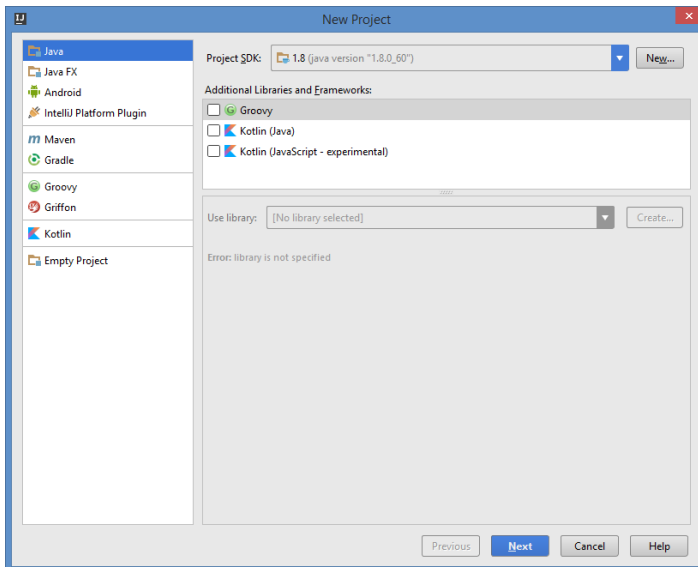 New Project
Java
Java FX
Android
IntelliJ Platform Plugin
Maven
Gradle
Groovy
Griffon
Kotlin
Empty Project
Project SDK: 1.8 (java version "1.8.0_60") New...
Additional Libraries and Frameworks:
Groovy
Kotlin (Java)
Kotlin (JavaScript - experimental)
Use library: [No library selected] Create...
Error: library is not specified
Previous Next Cancel Help